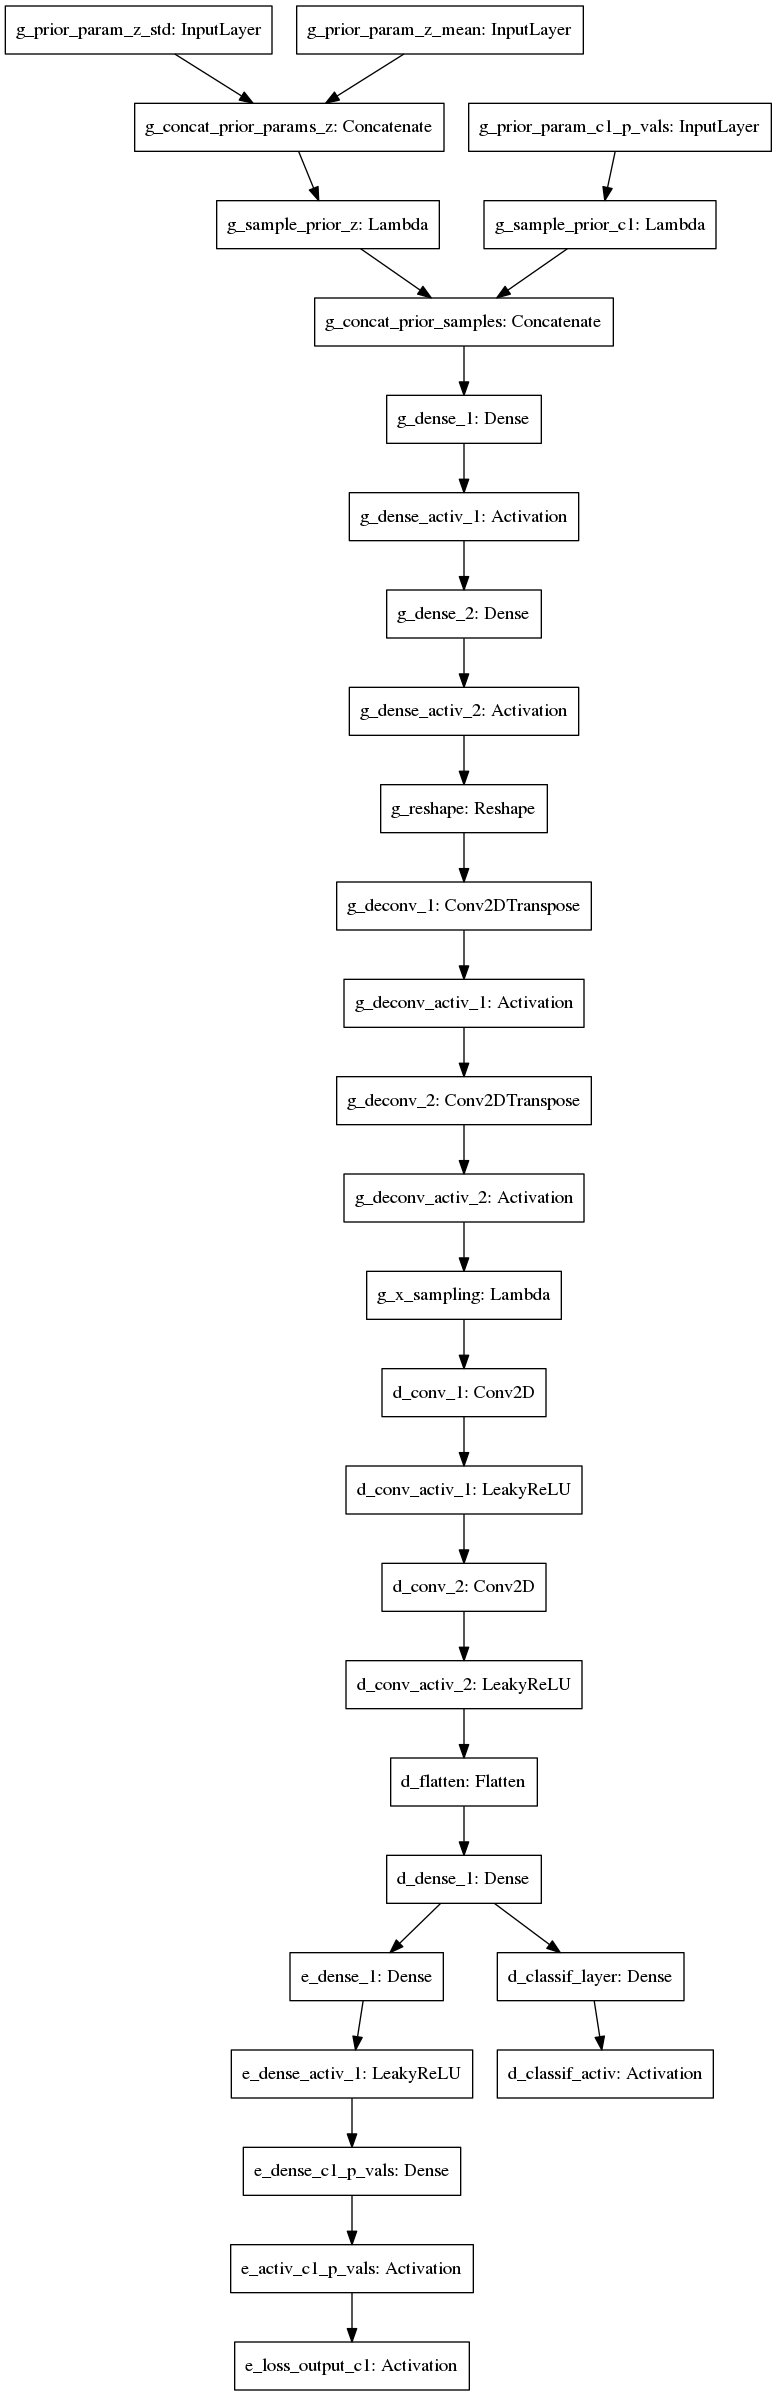 g_prior_param_z_std: InputLayer
g_prior_param_z_mean: InputLayer
g_concat_prior_params_z: Concatenate
g_prior_param_c1_p_vals: InputLayer
g_sample_prior_z: Lambda
g_sample_prior_c1: Lambda
g_concat_prior_samples: Concatenate
g_dense_1: Dense
g_dense_activ_1: Activation
g_dense_2: Dense
g_dense_activ_2: Activation
g_reshape: Reshape
g_deconv_1: Conv2DTranspose
g_deconv_activ_1: Activation
g_deconv_2: Conv2DTranspose
g_deconv_activ_2: Activation
g_x_sampling: Lambda
d_conv_1: Conv2D
d_conv_activ_1: LeakyReLU
d_conv_2: Conv2D
d_conv_activ_2: LeakyReLU
d_flatten: Flatten
d_dense_1: Dense
e_dense_1: Dense
d_classif_layer: Dense
e_dense_activ_1: LeakyReLU
d_classif_activ: Activation
e_dense_c1_p_vals: Dense
e_activ_c1_p_vals: Activation
e_loss_output_c1: Activation